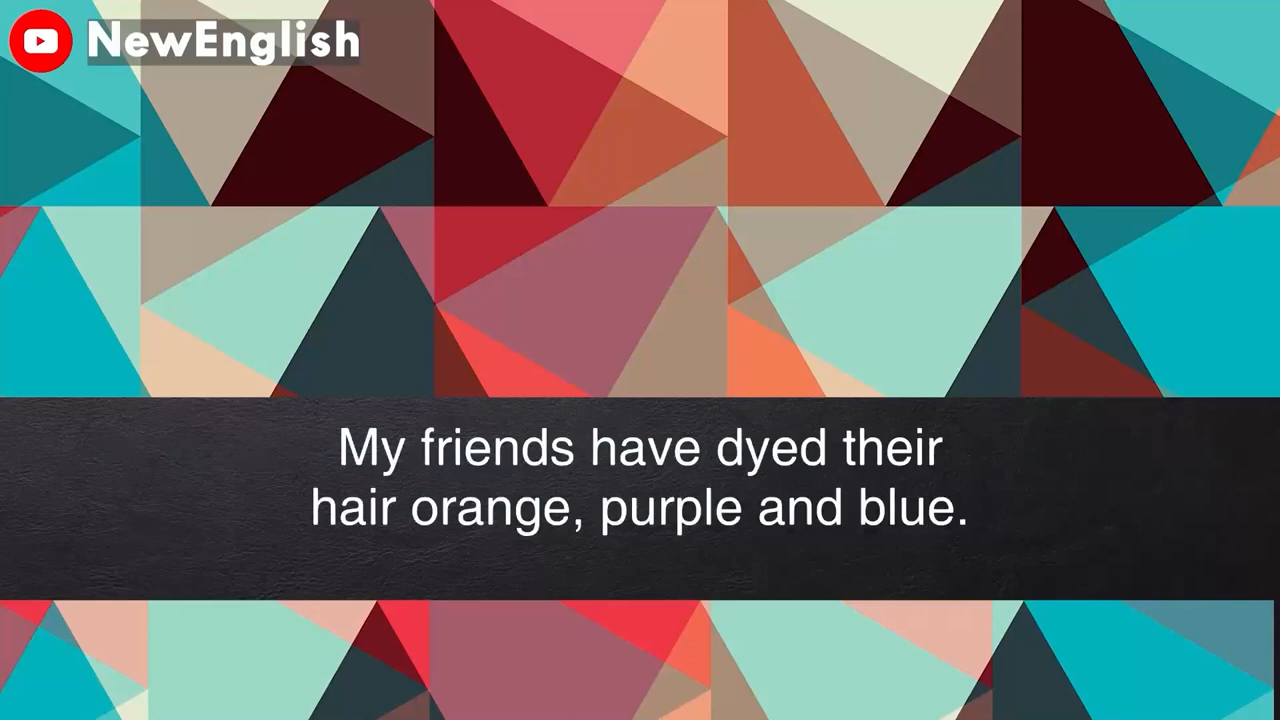 NewEnglish
My friends have dyed their
hair orange, purple and blue.